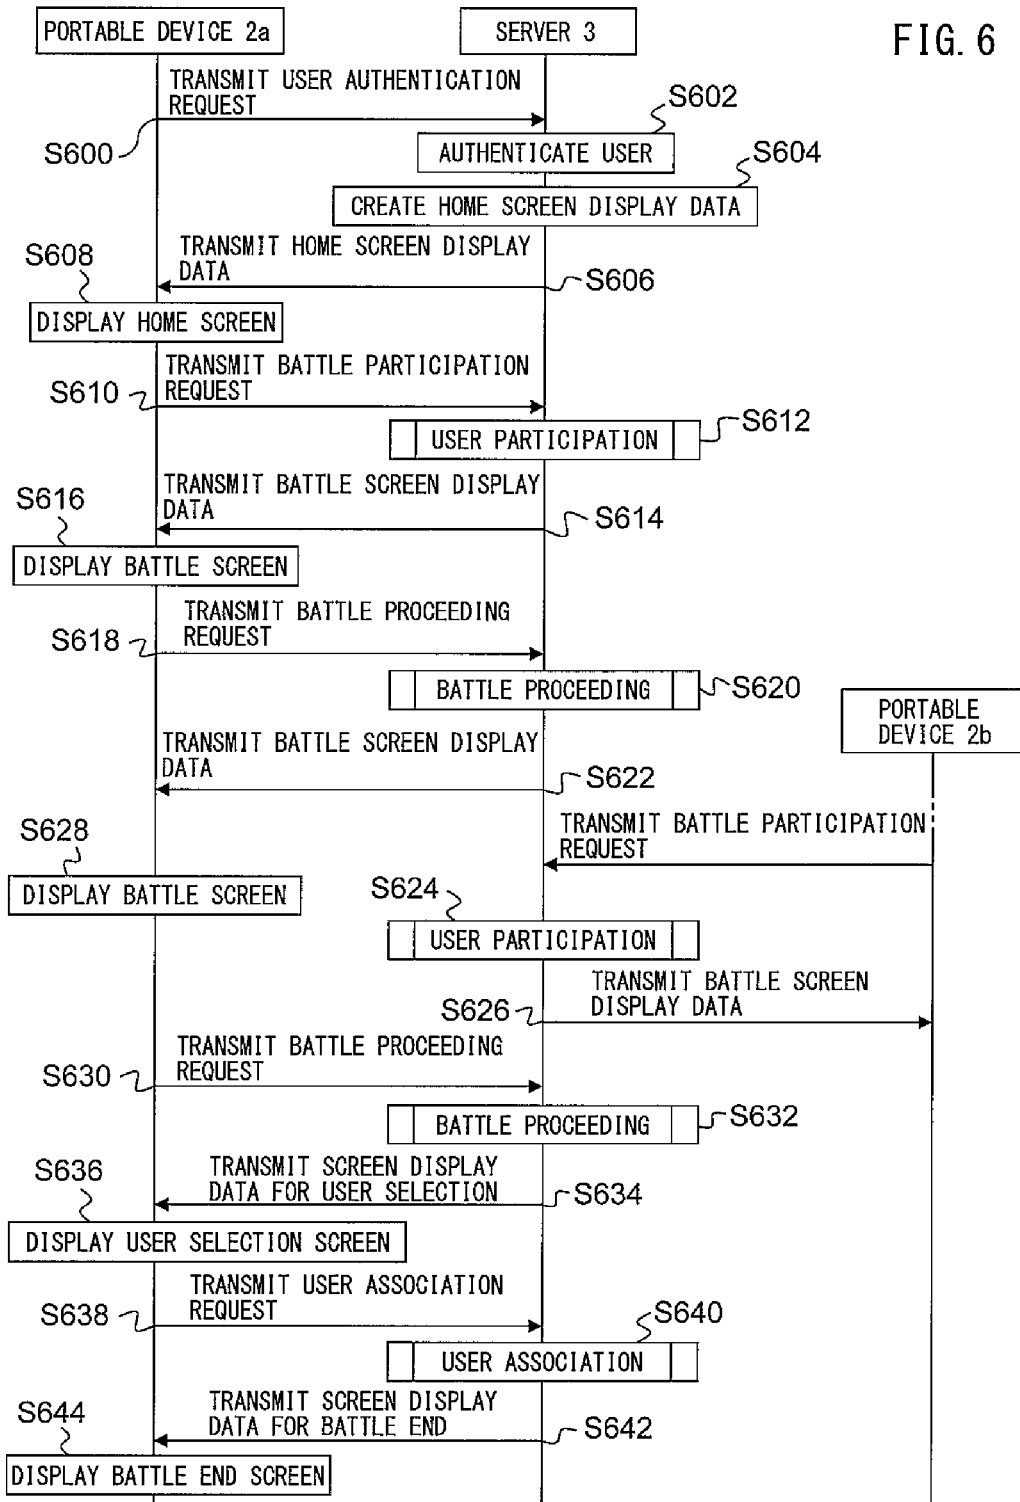 PORTABLE DEVICE 2a
SERVER 3
FIG. 6
TRANSMIT USER AUTHENTICATION
REQUEST
S600
S602
AUTHENTICATE USER
S604
CREATE HOME SCREEN DISPLAY DATA
TRANSMIT HOME SCREEN DISPLAY
DATA
S606
S608
DISPLAY HOME SCREEN
TRANSMIT BATTLE PARTICIPATION
REQUEST
S610
USER PARTICIPATION
S612
TRANSMIT BATTLE SCREEN DISPLAY
DATA
S614
S616
DISPLAY BATTLE SCREEN
TRANSMIT BATTLE PROCEEDING
REQUEST
S618
BATTLE PROCEEDING
S620
PORTABLE
DEVICE 2b
TRANSMIT BATTLE SCREEN DISPLAY
DATA
S622
TRANSMIT BATTLE PARTICIPATION
REQUEST
S628
DISPLAY BATTLE SCREEN
S624
USER PARTICIPATION
TRANSMIT BATTLE SCREEN
DISPLAY DATA
S626
TRANSMIT BATTLE PROCEEDING
REQUEST
S630
BATTLE PROCEEDING
S632
TRANSMIT SCREEN DISPLAY
DATA FOR USER SELECTION
S634
S636
DISPLAY USER SELECTION SCREEN
TRANSMIT USER ASSOCIATION
REQUEST
S638
S640
USER ASSOCIATION
TRANSMIT SCREEN DISPLAY
DATA FOR BATTLE END
S642
S644
DISPLAY BATTLE END SCREEN